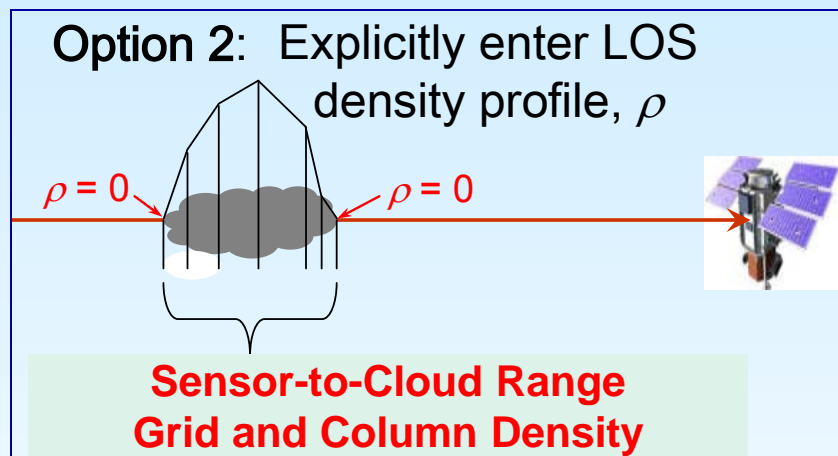 Option 2: Explicitly enter LOS
density profile, ρ
ρ = 0
ρ = 0
Sensor-to-Cloud Range
Grid and Column Density